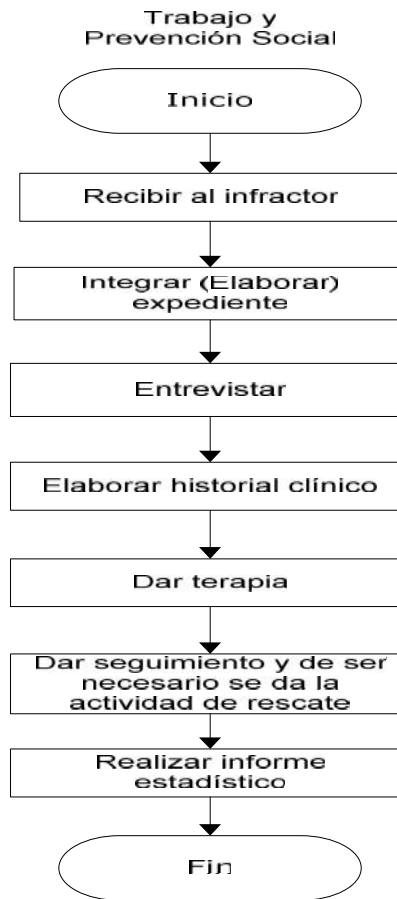 Trabajo y
Prevención Social
Inicio
Recibir al infractor
Integrar (Elaborar)
expediente
Entrevistar
Elaborar historial clínico
Dar terapia
Dar seguimiento y de ser
necesario se da la
actividad de rescate
Realizar informe
estadístico
Fin